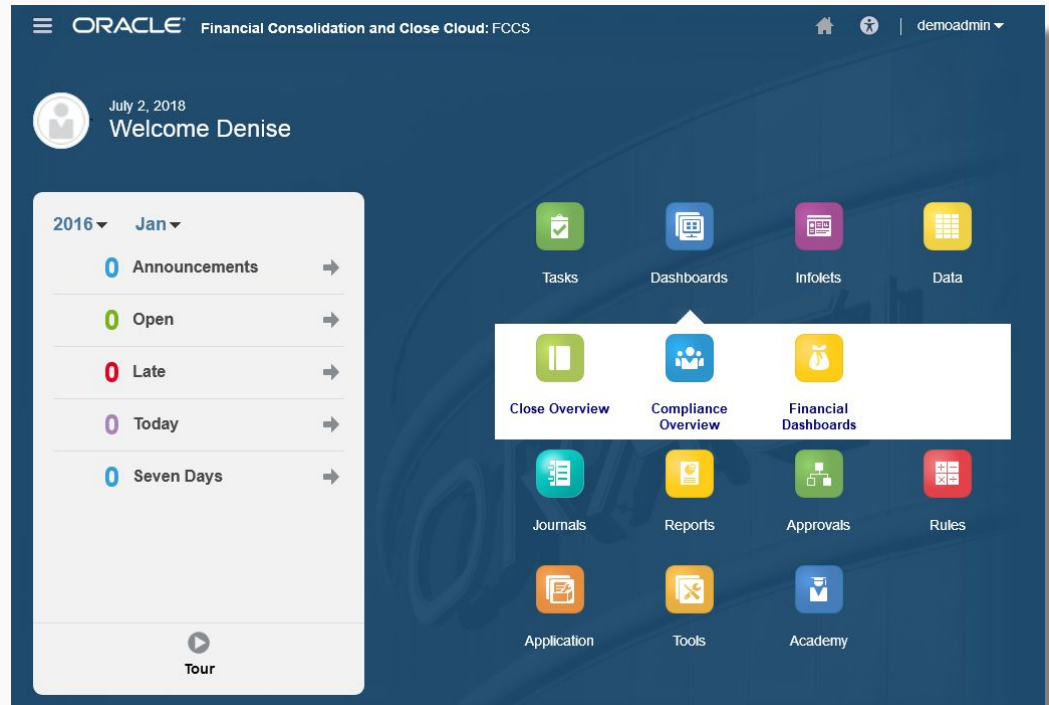 ORACLE® Financial Consolidation and Close Cloud: FCCS demoadmin
July 2, 2018
Welcome Denise
2016 Jan
0 Announcements
0 Open
0 Late
0 Today
0 Seven Days
Tour
Tasks Dashboards Infolets Data
Close Overview Compliance Overview Financial Dashboards
Journals Reports Approvals Rules
Application Tools Academy